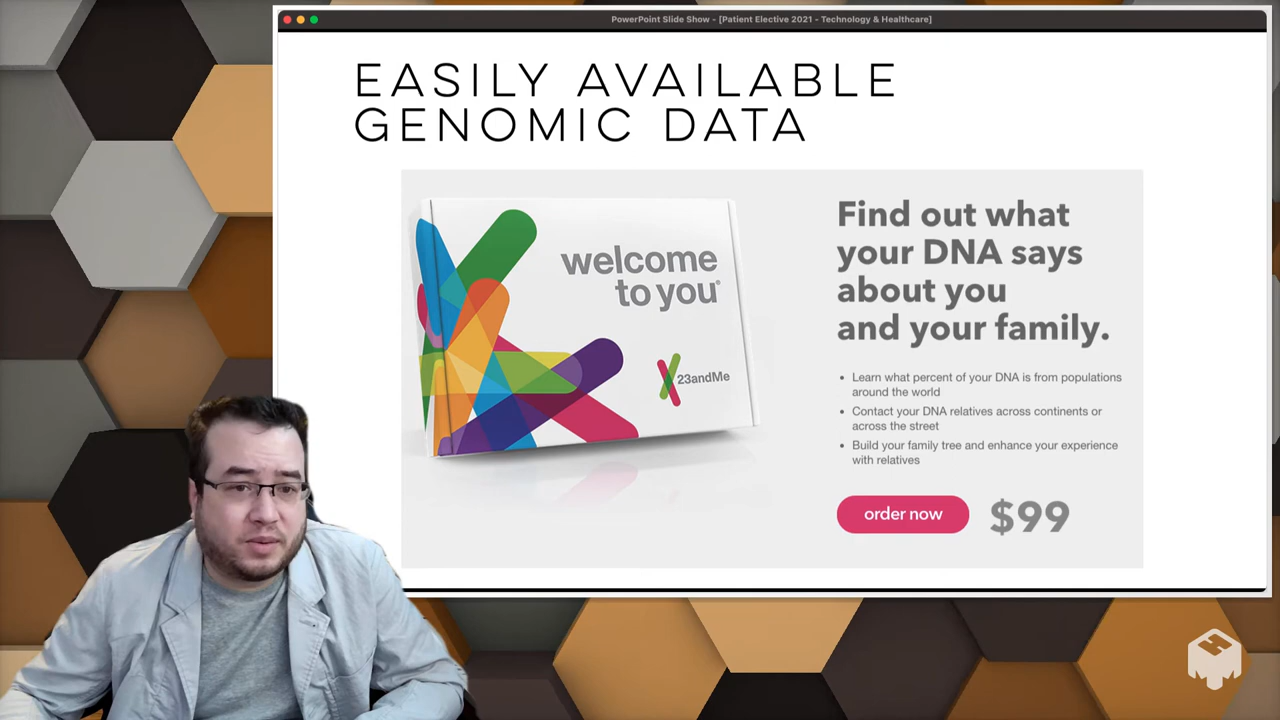 PowerPoint Slide Show - [Patient Elective 2021 - Technology & Healthcare]
EASILY AVAILABLE
GENOMIC DATA
welcome
to you®
23andMe
Find out what
your DNA says
about you
and your family.
• Learn what percent of your DNA is from populations
around the world
• Contact your DNA relatives across continents or
across the street
• Build your family tree and enhance your experience
with relatives
order now
$99